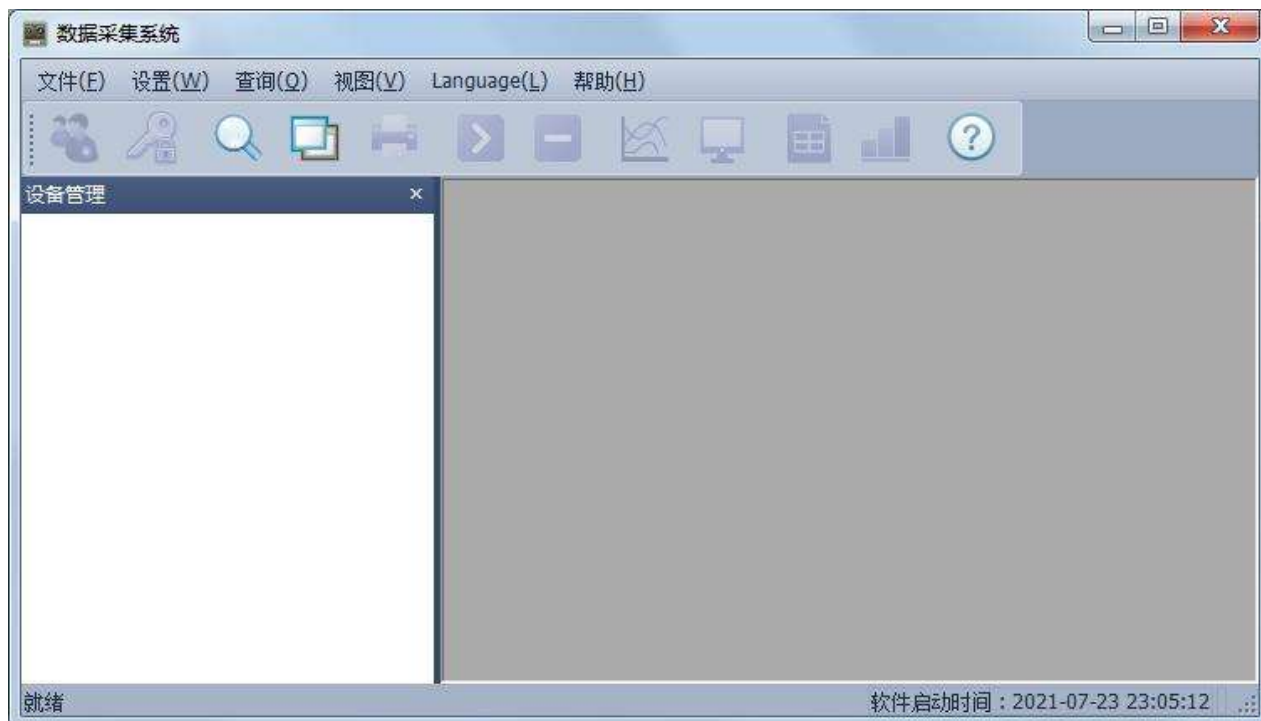 数据采集系统
文件(F) 设置(W) 查询(Q) 视图(V) Language(L) 帮助(H)
设备管理
就绪 软件启动时间：2021-07-23 23:05:12